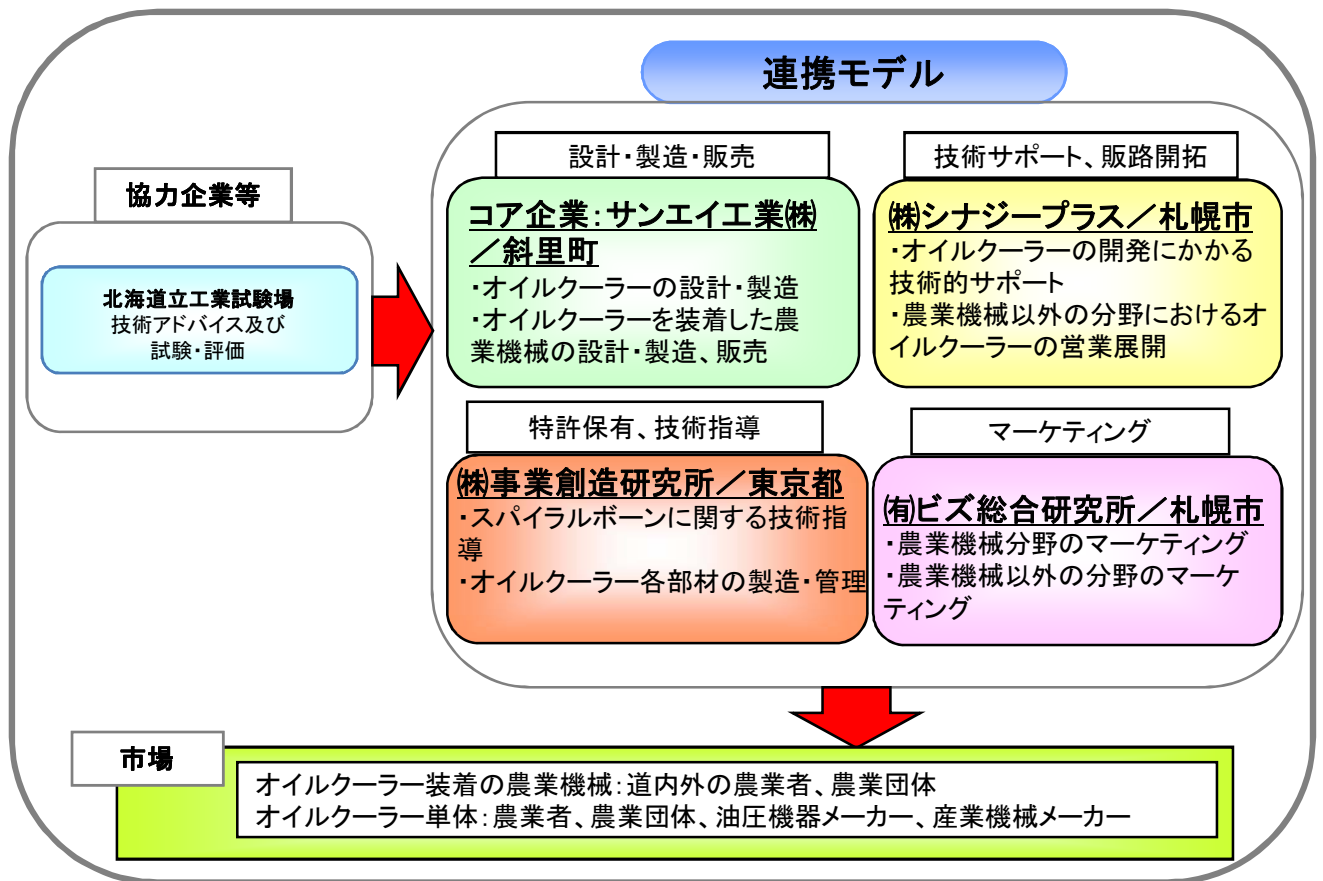 連携モデル
協力企業等
北海道立工業試験場
技術アドバイス及び
試験・評価
設計・製造・販売
コア企業：サンエイ工業㈱
／斜里町
・オイルクーラーの設計・製造
・オイルクーラーを装着した農
業機械の設計・製造、販売
技術サポート、販路開拓
㈱シナジープラス／札幌市
・オイルクーラーの開発にかかる
技術的サポート
・農業機械以外の分野におけるオ
イルクーラーの営業展開
特許保有、技術指導
㈱事業創造研究所／東京都
・スパイラルボーンに関する技術指
導
・オイルクーラー各部材の製造・管理
マーケティング
㈲ビズ総合研究所／札幌市
・農業機械分野のマーケティング
・農業機械以外の分野のマーケ
ティング
市場
オイルクーラー装着の農業機械：道内外の農業者、農業団体
オイルクーラー単体：農業者、農業団体、油圧機器メーカー、産業機械メーカー